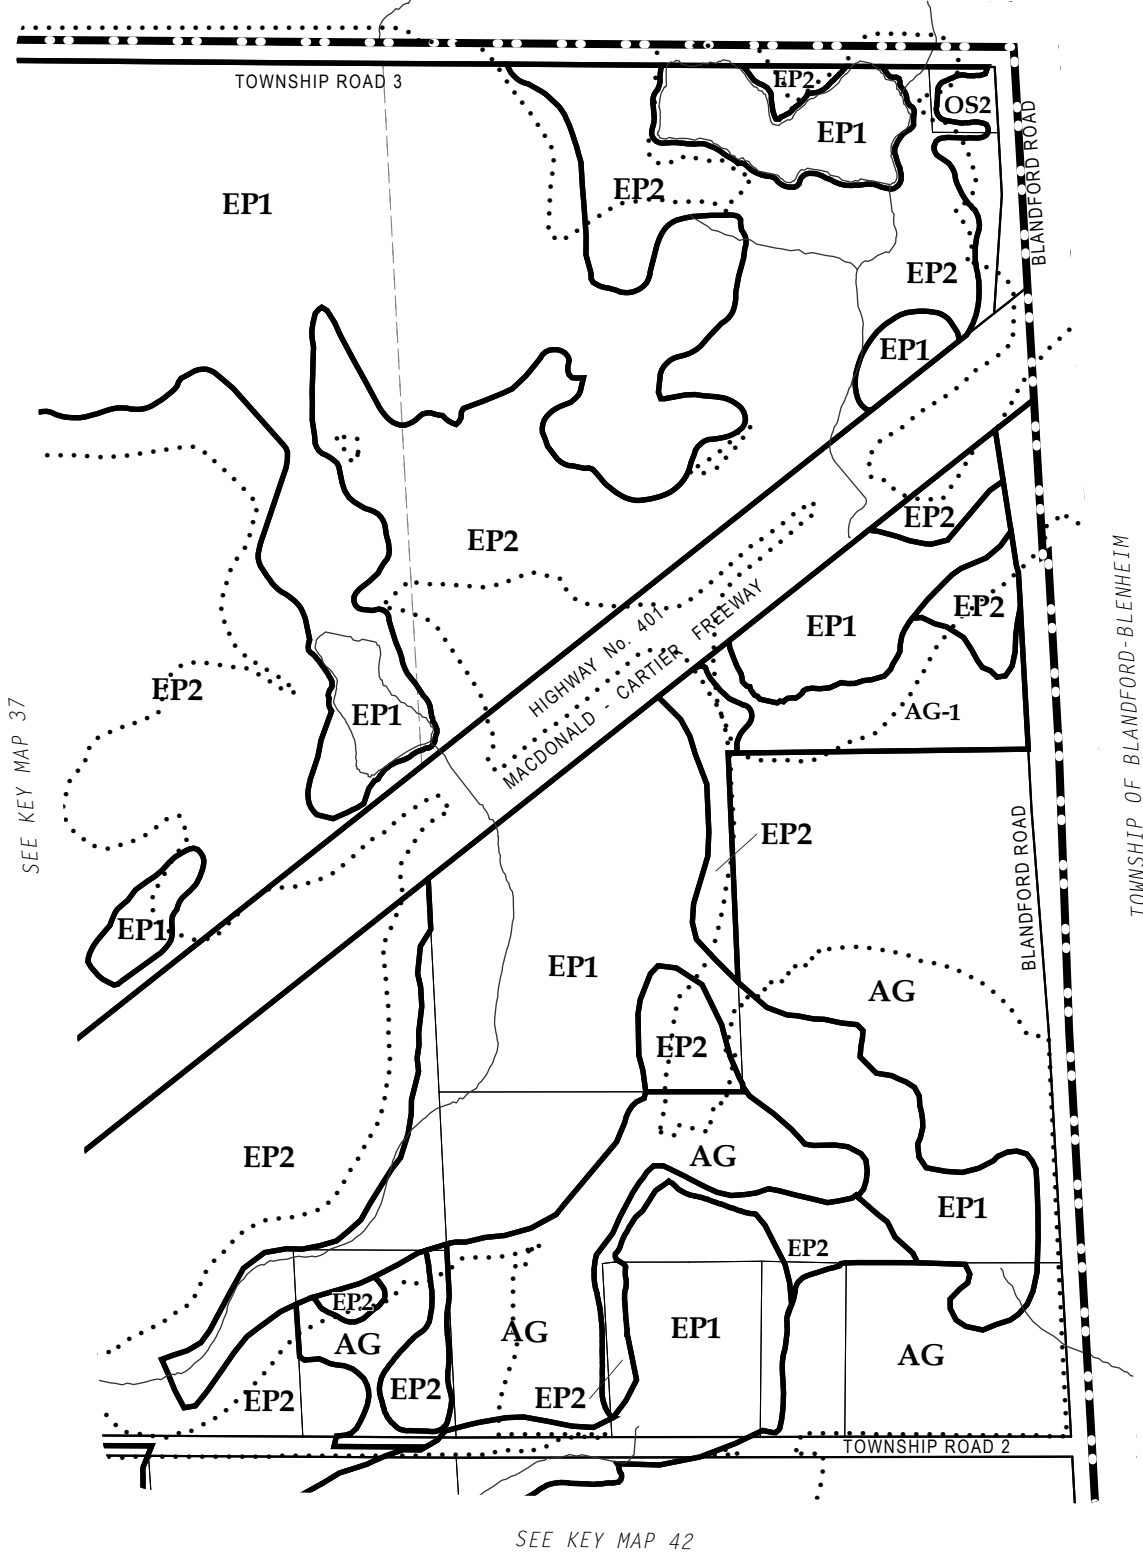 TOWNSHIP ROAD 3
EP2
OS2
EP1
BLANDFORD ROAD
EP2
EP1
EP2
EP1
EP2
EP2
HIGHWAY No. 401
MACDONALD - CARTIER FREEWAY
EP1
EP2
EP2
EP1
AG-1
SEE KEY MAP 37
TOWNSHIP OF BLANDFORD-BLENHEIM
EP2
BLANDFORD ROAD
EP1
EP1
AG
EP2
EP2
AG
EP1
EP2
EP2
AG
AG
EP1
AG
EP2
EP2
EP2
TOWNSHIP ROAD 2
SEE KEY MAP 42